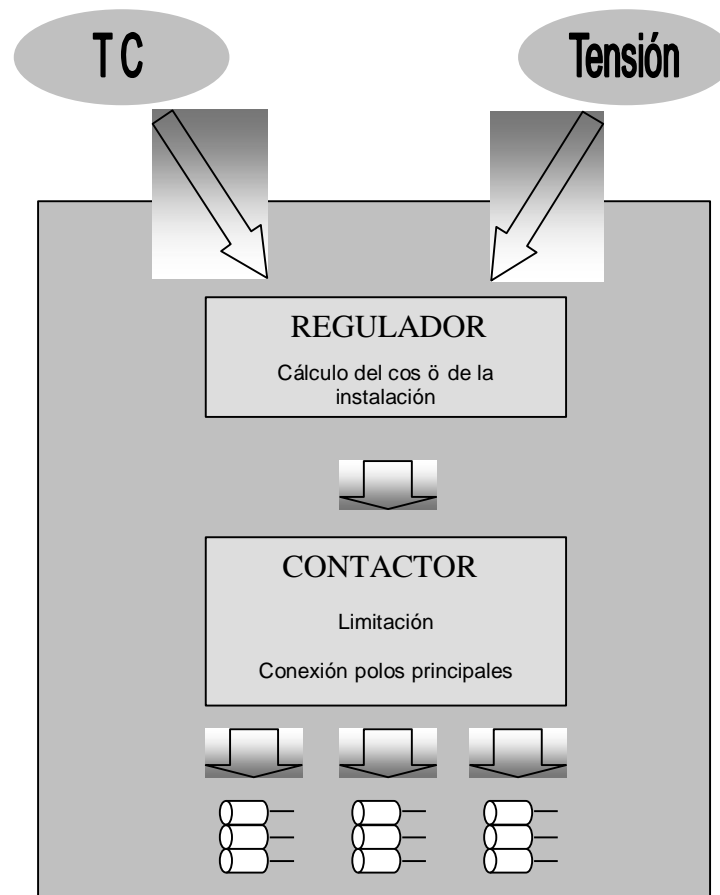 T C
Tensión
REGULADOR
Cálculo del cos ö de la
instalación
CONTACTOR
Limitación
Conexión polos principales